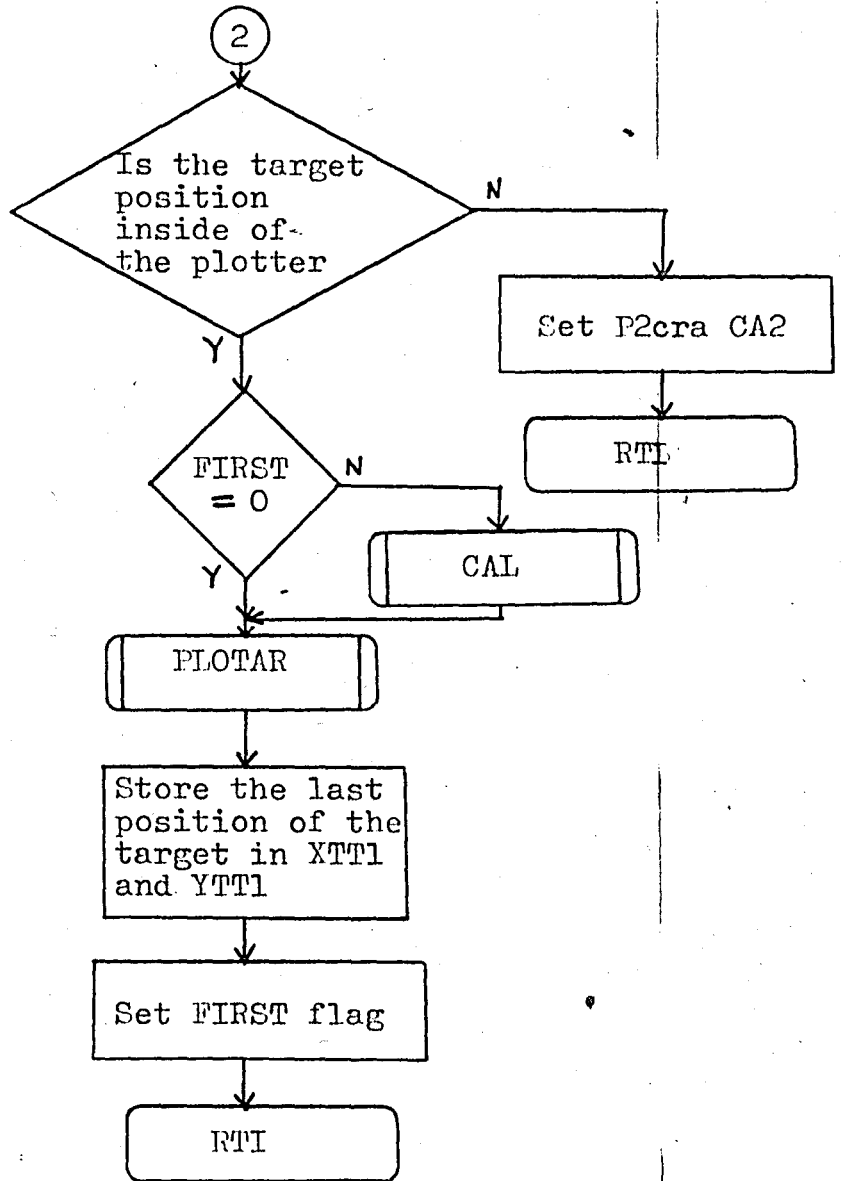 2
Is the target
position
inside of
the plotter
N
Set P2cra CA2
Y
RTI
FIRST
= 0
N
CAL
Y
PLOTAR
Store the last
position of the
target in XTT1
and YTT1
Set FIRST flag
RTI